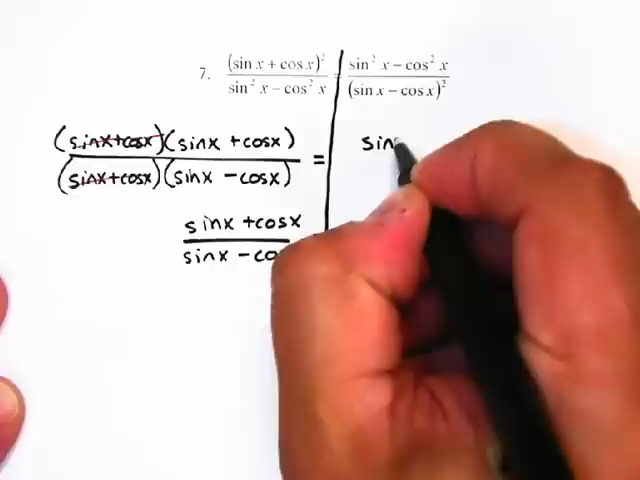 7. (sin x + cos x)² / sin² x − cos² x = sin² x − cos² x / (sin x − cos x)²
(sinx+cosx)(sinx +cosx)
(sinx+cosx)(sinx −cosx) =
sin
sinx +cosx
sinx −